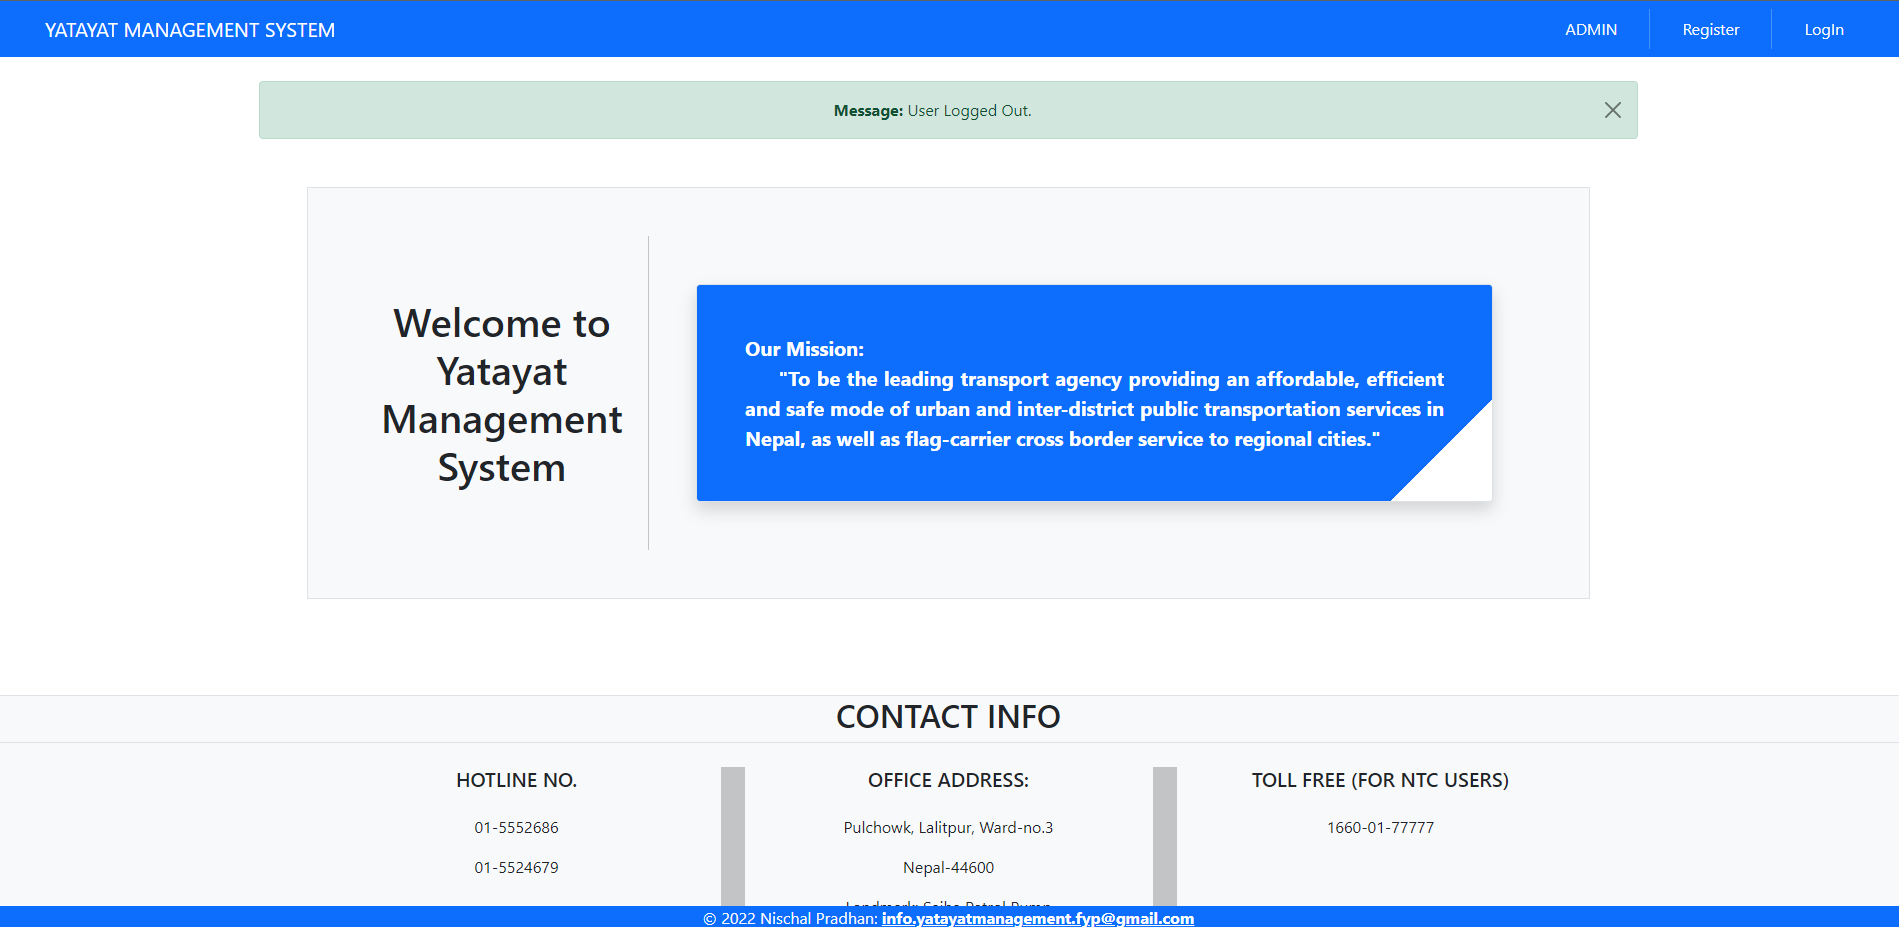 YATAYAT MANAGEMENT SYSTEM
ADMIN
Register
LogIn
Message: User Logged Out.
Welcome to
Yatayat
Management
System
Our Mission:
"To be the leading transport agency providing an affordable, efficient
and safe mode of urban and inter-district public transportation services in
Nepal, as well as flag-carrier cross border service to regional cities."
CONTACT INFO
HOTLINE NO.
01-5552686
01-5524679
OFFICE ADDRESS:
Pulchowk, Lalitpur, Ward-no.3
Nepal-44600
TOLL FREE (FOR NTC USERS)
1660-01-77777
© 2022 Nischal Pradhan: info.yatayatmanagement.fyp@gmail.com